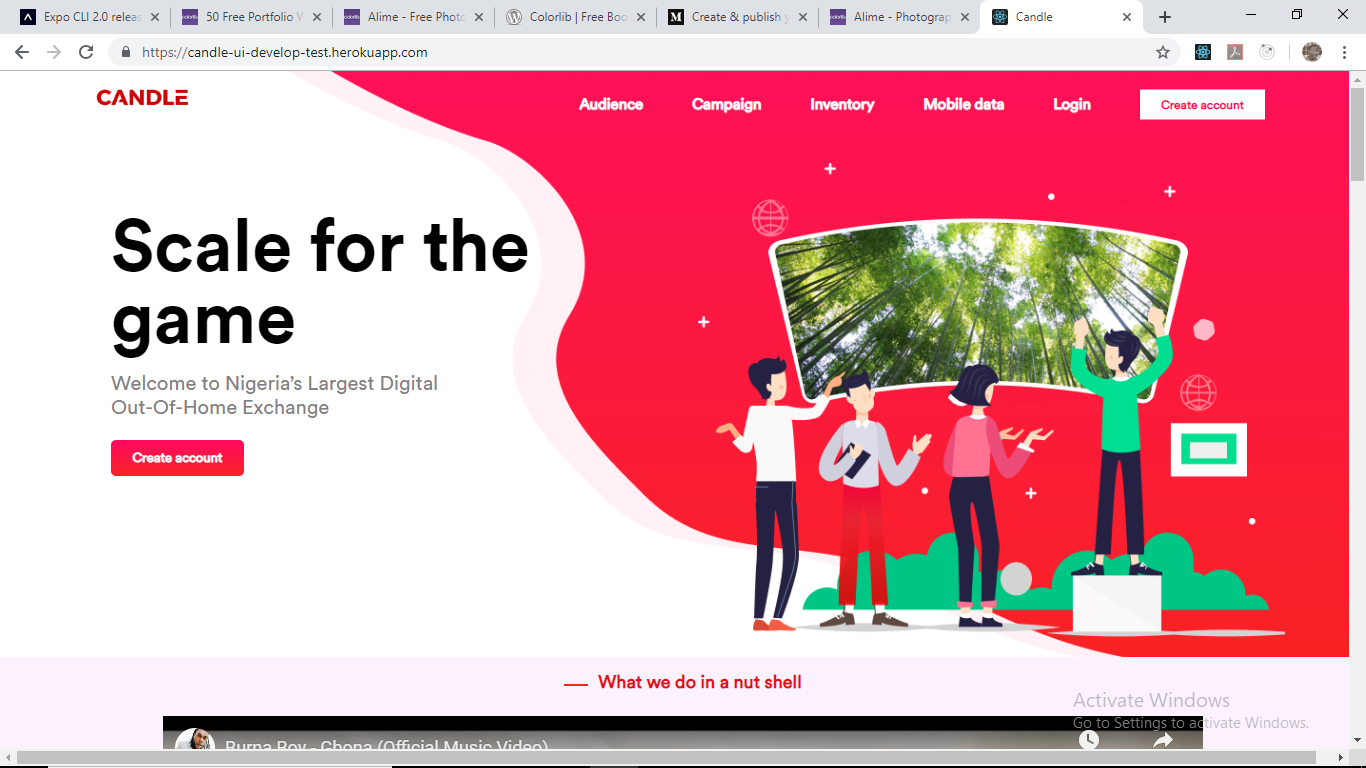 Expo CLI 2.0 releas
50 Free Portfolio W
Alime - Free Photo
Colorlib | Free Boo
Create & publish y
Alime - Photograp
Candle
https://candle-ui-develop-test.herokuapp.com
CANDLE
Audience
Campaign
Inventory
Mobile data
Login
Create account
Scale for the
game
Welcome to Nigeria’s Largest Digital
Out-Of-Home Exchange
Create account
What we do in a nut shell
Activate Windows
Go to Settings to activate Windows.
Burna Boy - Gbona (Official Music Video)